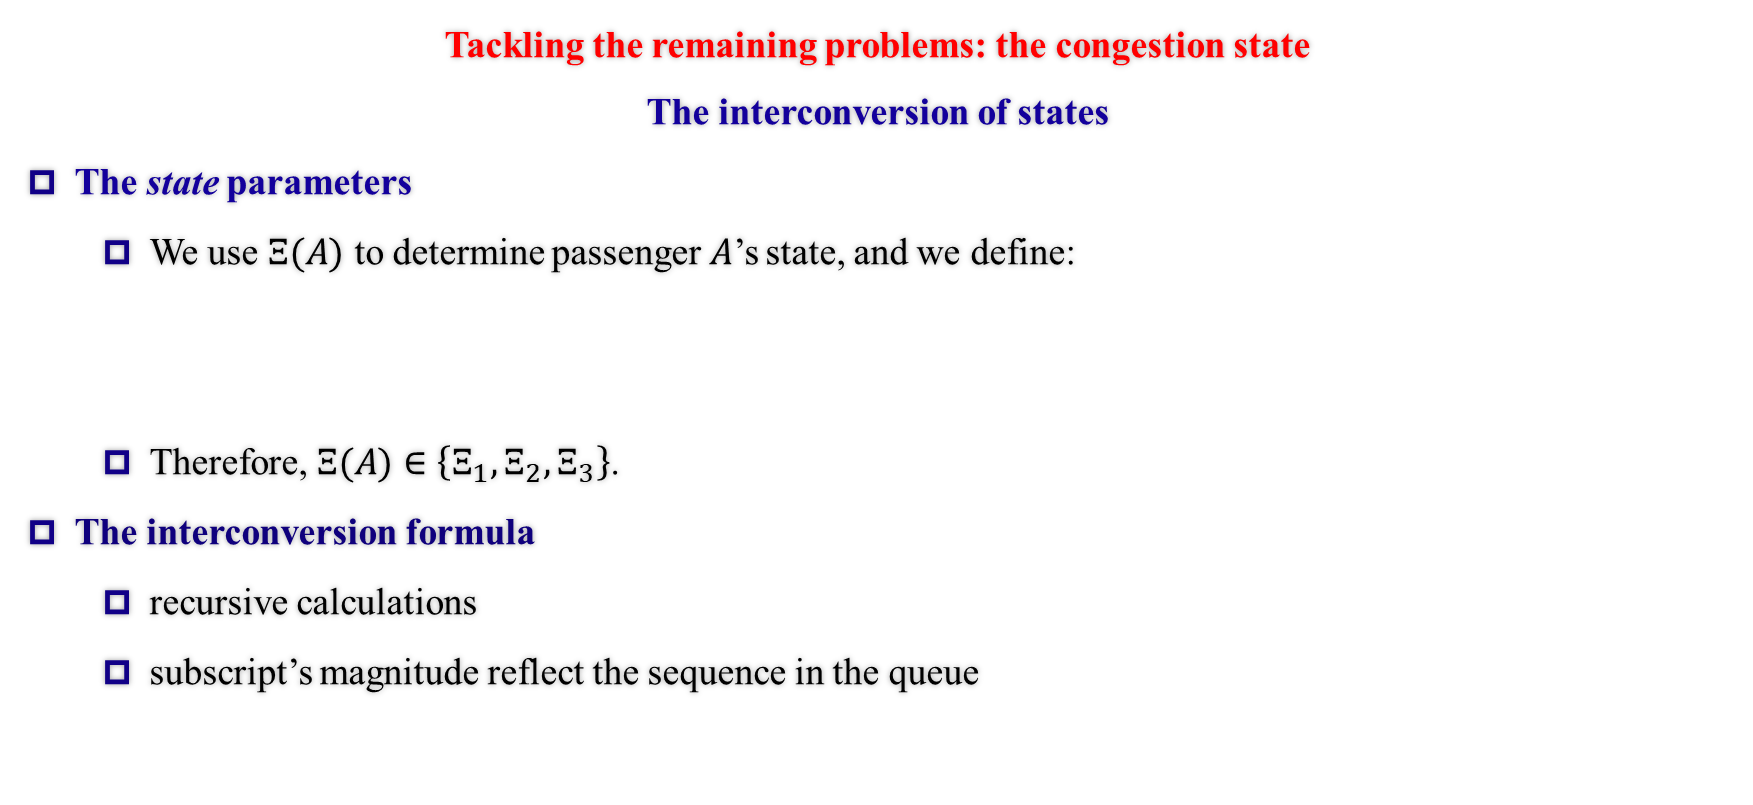 Tackling the remaining problems: the congestion state
The interconversion of states
The state parameters
We use Ξ(A) to determine passenger A’s state, and we define:
Therefore, Ξ(A) ∈ {Ξ₁, Ξ₂, Ξ₃}.
The interconversion formula
recursive calculations
subscript’s magnitude reflect the sequence in the queue